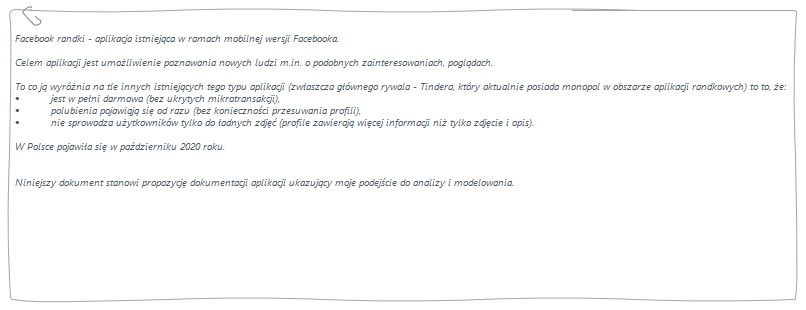 Facebook randki - aplikacja istniejąca w ramach mobilnej wersji Facebooka.
Celem aplikacji jest umożliwienie poznawania nowych ludzi m.in. o podobnych zainteresowaniach, poglądach.
To co ją wyróżnia na tle innych istniejących tego typu aplikacji (zwłaszcza głównego rywala - Tindera, który aktualnie posiada monopol w obszarze aplikacji randkowych) to to, że:
• jest w pełni darmowa (bez ukrytych mikrotransakcji),
• polubienia pojawiają się od razu (bez konieczności przesuwania profili),
• nie sprowadza użytkowników tylko do ładnych zdjęć (profile zawierają więcej informacji niż tylko zdjęcie i opis).
W Polsce pojawiła się w październiku 2020 roku.
Niniejszy dokument stanowi propozycję dokumentacji aplikacji ukazujący moje podejście do analizy i modelowania.